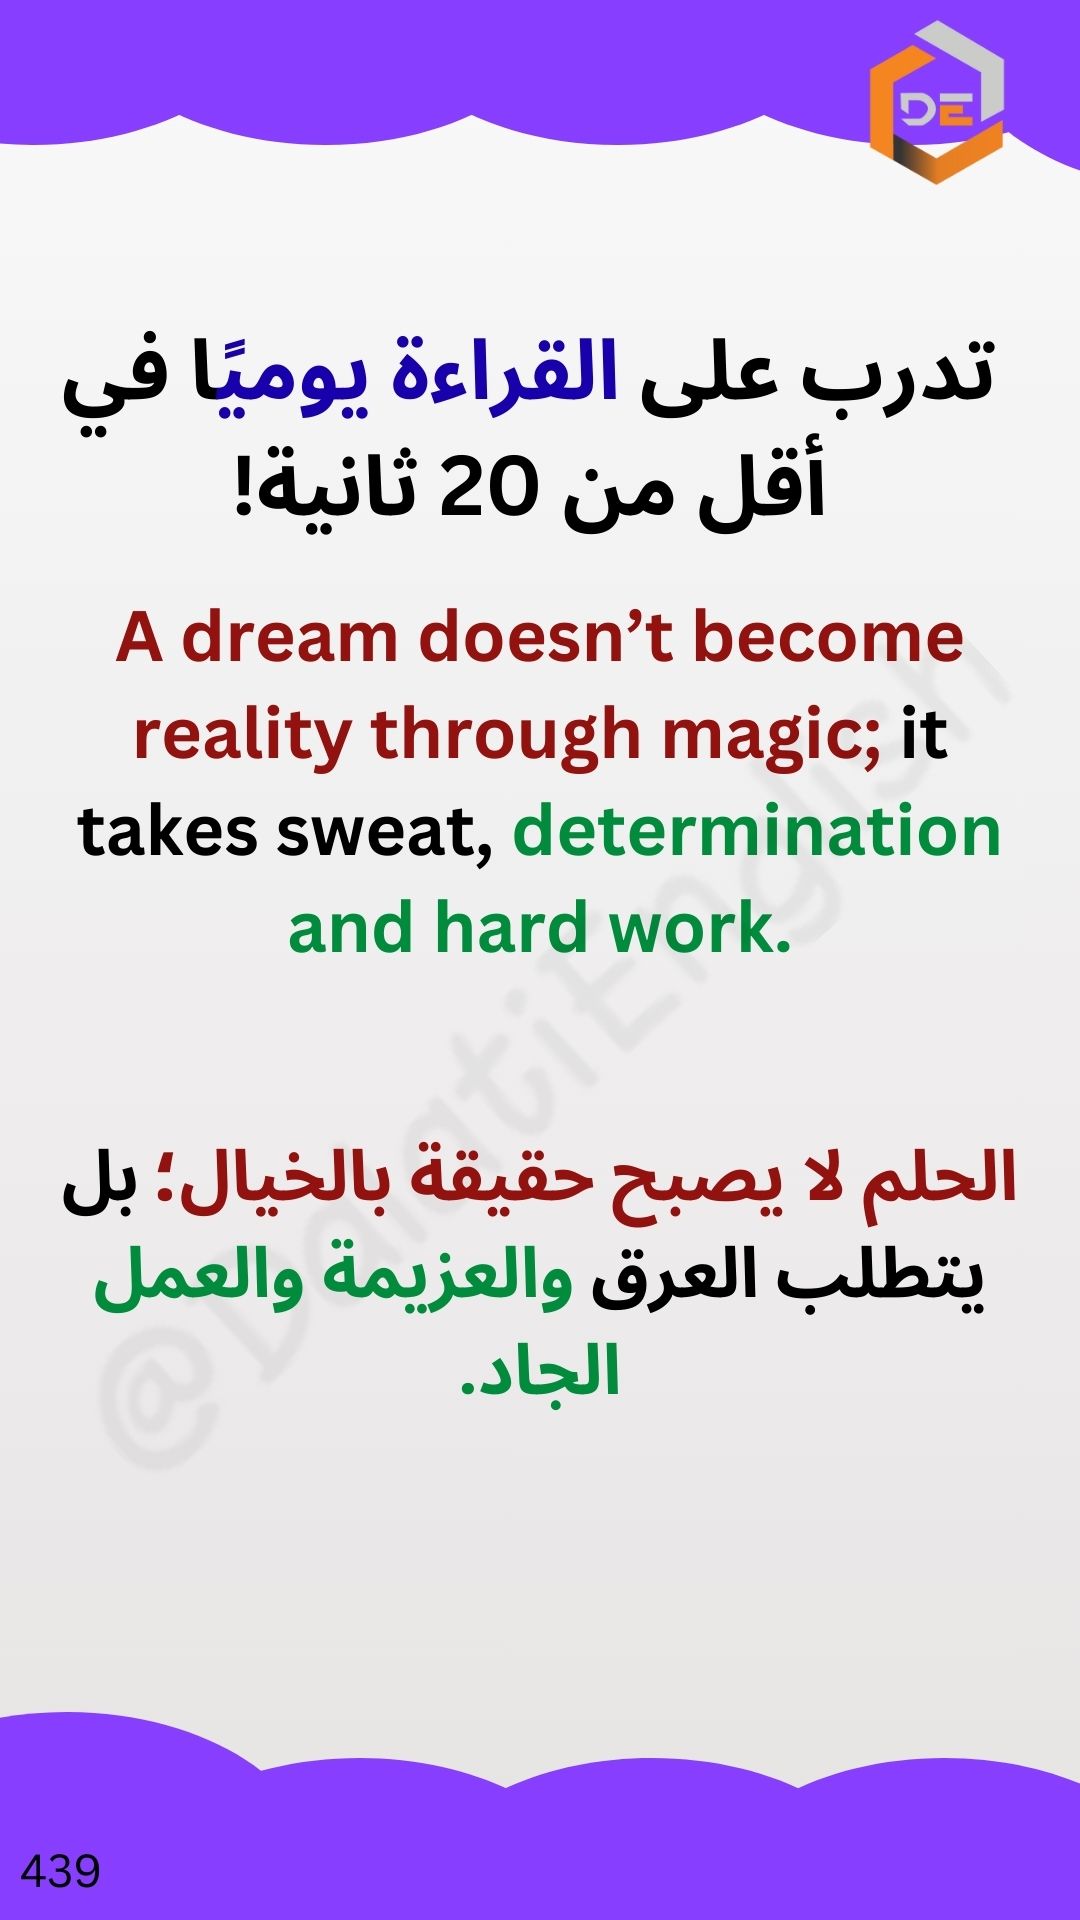 DE
تدرب على القراءة يوميًا في
أقل من 20 ثانية!
A dream doesn’t become
reality through magic; it
takes sweat, determination
and hard work.
الحلم لا يصبح حقيقة بالخيال؛ بل
يتطلب العرق والعزيمة والعمل
الجاد.
@DalatiEnglish
439